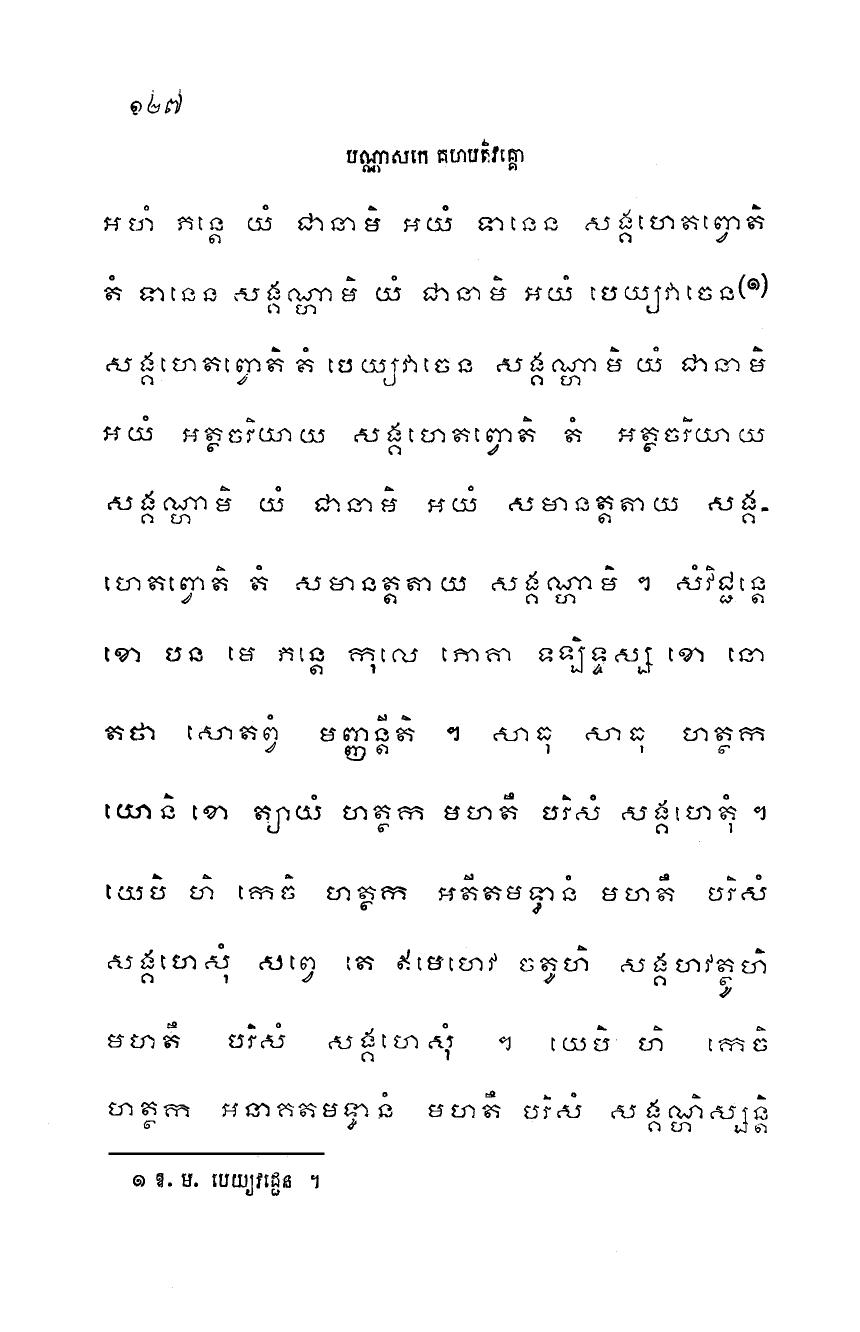 ១២៧
បណ្ណាសកេ គហបតិវគ្គោ
អហំ ភន្តេ យំ ជានាមិ អយំ ទានេន សង្គហេតព្វោតិ
តំ ទានេន សង្គណ្ហាមិ យំ ជានាមិ អយំ បេយ្យវាចេន(១)
សង្គហេតព្វោតិ តំ បេយ្យវាចេន សង្គណ្ហាមិ យំ ជានាមិ
អយំ អត្ថចរិយាយ សង្គហេតព្វោតិ តំ អត្ថចរិយាយ
សង្គណ្ហាមិ យំ ជានាមិ អយំ សមានត្តតាយ សង្គ-
ហេតព្វោតិ តំ សមានត្តតាយ សង្គណ្ហាមិ ។ សំវិជ្ជន្តេ
ខោ បន មេ ភន្តេ កុលេ ភោគា ទឡិទ្ទស្ស ខោ នោ
តថា សោតព្វំ មញ្ញន្តីតិ ។ សាធុ សាធុ ហត្ថក
យោនិ ខោ ត្យាយំ ហត្ថក មហតឹ បរិសំ សង្គហេតុំ ។
យេបិ ហិ កេចិ ហត្ថក អតីតមទ្ធានំ មហតឹ បរិសំ
សង្គហេសុំ សព្វេ តេ ឥមេហេវ ចតូហិ សង្គហវត្ថូហិ
មហតឹ បរិសំ សង្គហេសុំ ។ យេបិ ហិ កេចិ
ហត្ថក អនាគតមទ្ធានំ មហតឹ បរិសំ សង្គណ្ហិស្សន្តិ
១ ឱ. ម. បេយ្យវជ្ជេន ។